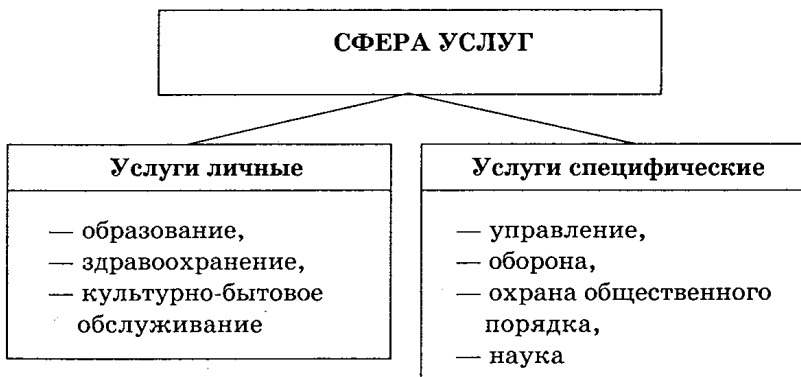 СФЕРА УСЛУГ
Услуги личные
— образование,
— здравоохранение,
— культурно-бытовое
обслуживание
Услуги специфические
— управление,
— оборона,
— охрана общественного
порядка,
— наука